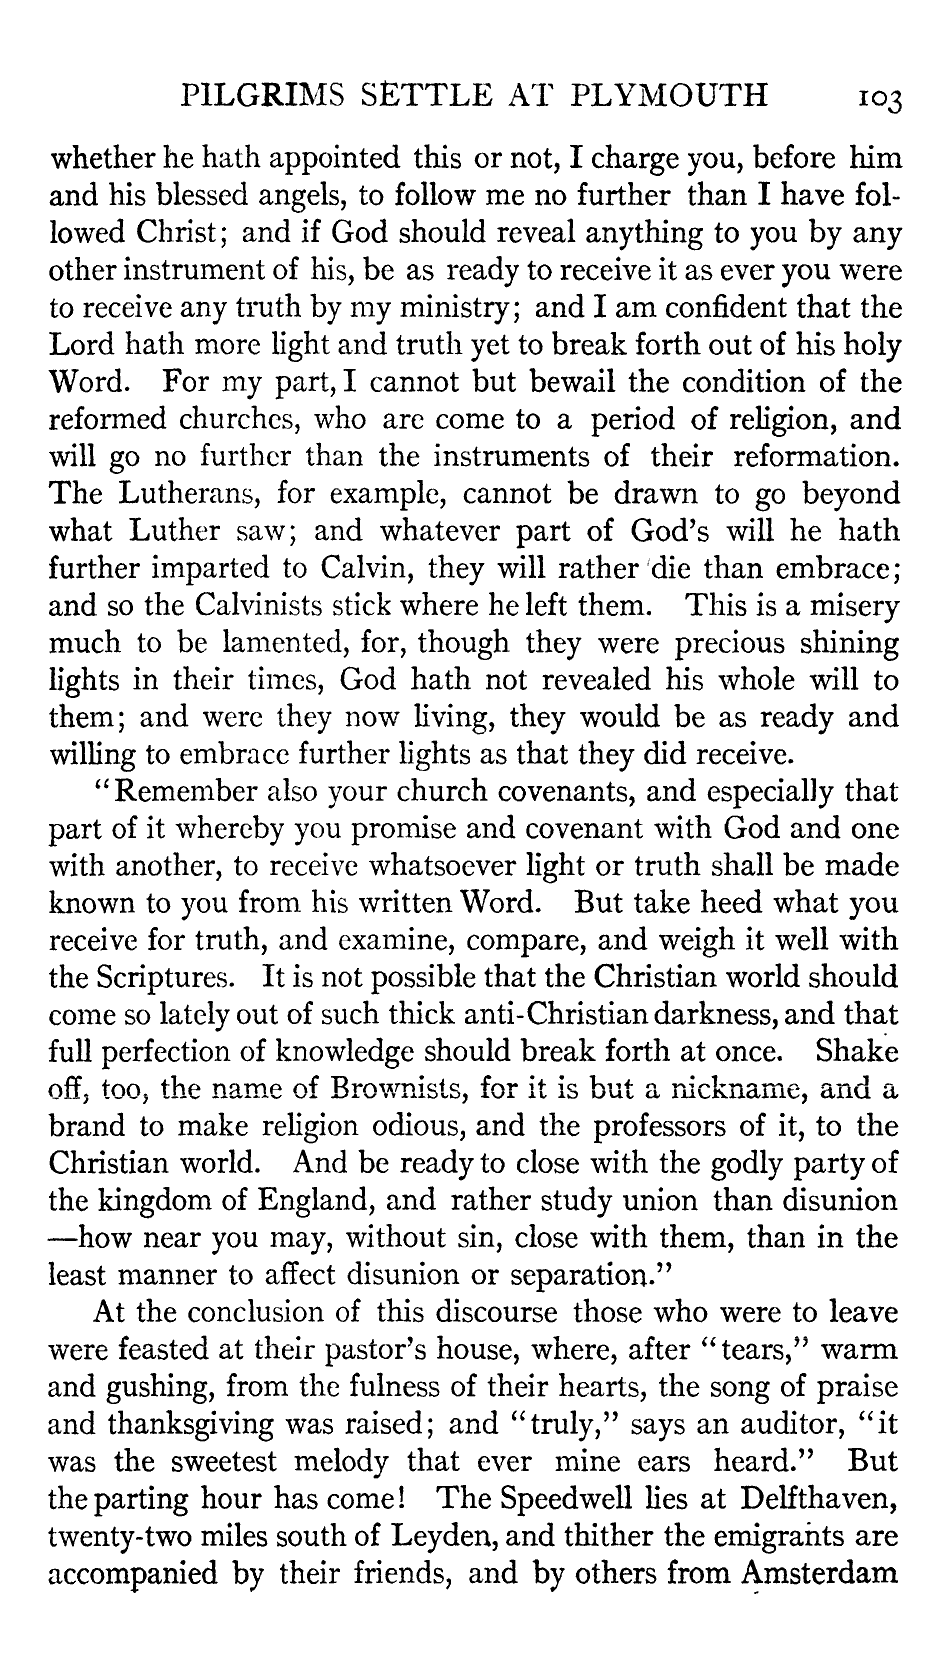 PILGRIMS SETTLE AT PLYMOUTH 103
whether he hath appointed this or not, I charge you, before him
and his blessed angels, to follow me no further than I have fol-
lowed Christ; and if God should reveal anything to you by any
other instrument of his, be as ready to receive it as ever you were
to receive any truth by my ministry; and I am confident that the
Lord hath more light and truth yet to break forth out of his holy
Word. For my part, I cannot but bewail the condition of the
reformed churches, who are come to a period of religion, and
will go no further than the instruments of their reformation.
The Lutherans, for example, cannot be drawn to go beyond
what Luther saw; and whatever part of God's will he hath
further imparted to Calvin, they will rather die than embrace;
and so the Calvinists stick where he left them. This is a misery
much to be lamented, for, though they were precious shining
lights in their times, God hath not revealed his whole will to
them; and were they now living, they would be as ready and
willing to embrace further lights as that they did receive.
"Remember also your church covenants, and especially that
part of it whereby you promise and covenant with God and one
with another, to receive whatsoever light or truth shall be made
known to you from his written Word. But take heed what you
receive for truth, and examine, compare, and weigh it well with
the Scriptures. It is not possible that the Christian world should
come so lately out of such thick anti-Christian darkness, and that
full perfection of knowledge should break forth at once. Shake
off, too, the name of Brownists, for it is but a nickname, and a
brand to make religion odious, and the professors of it, to the
Christian world. And be ready to close with the godly party of
the kingdom of England, and rather study union than disunion
—how near you may, without sin, close with them, than in the
least manner to affect disunion or separation."
At the conclusion of this discourse those who were to leave
were feasted at their pastor's house, where, after "tears," warm
and gushing, from the fulness of their hearts, the song of praise
and thanksgiving was raised; and "truly," says an auditor, "it
was the sweetest melody that ever mine ears heard." But
the parting hour has come! The Speedwell lies at Delfthaven,
twenty-two miles south of Leyden, and thither the emigrants are
accompanied by their friends, and by others from Amsterdam